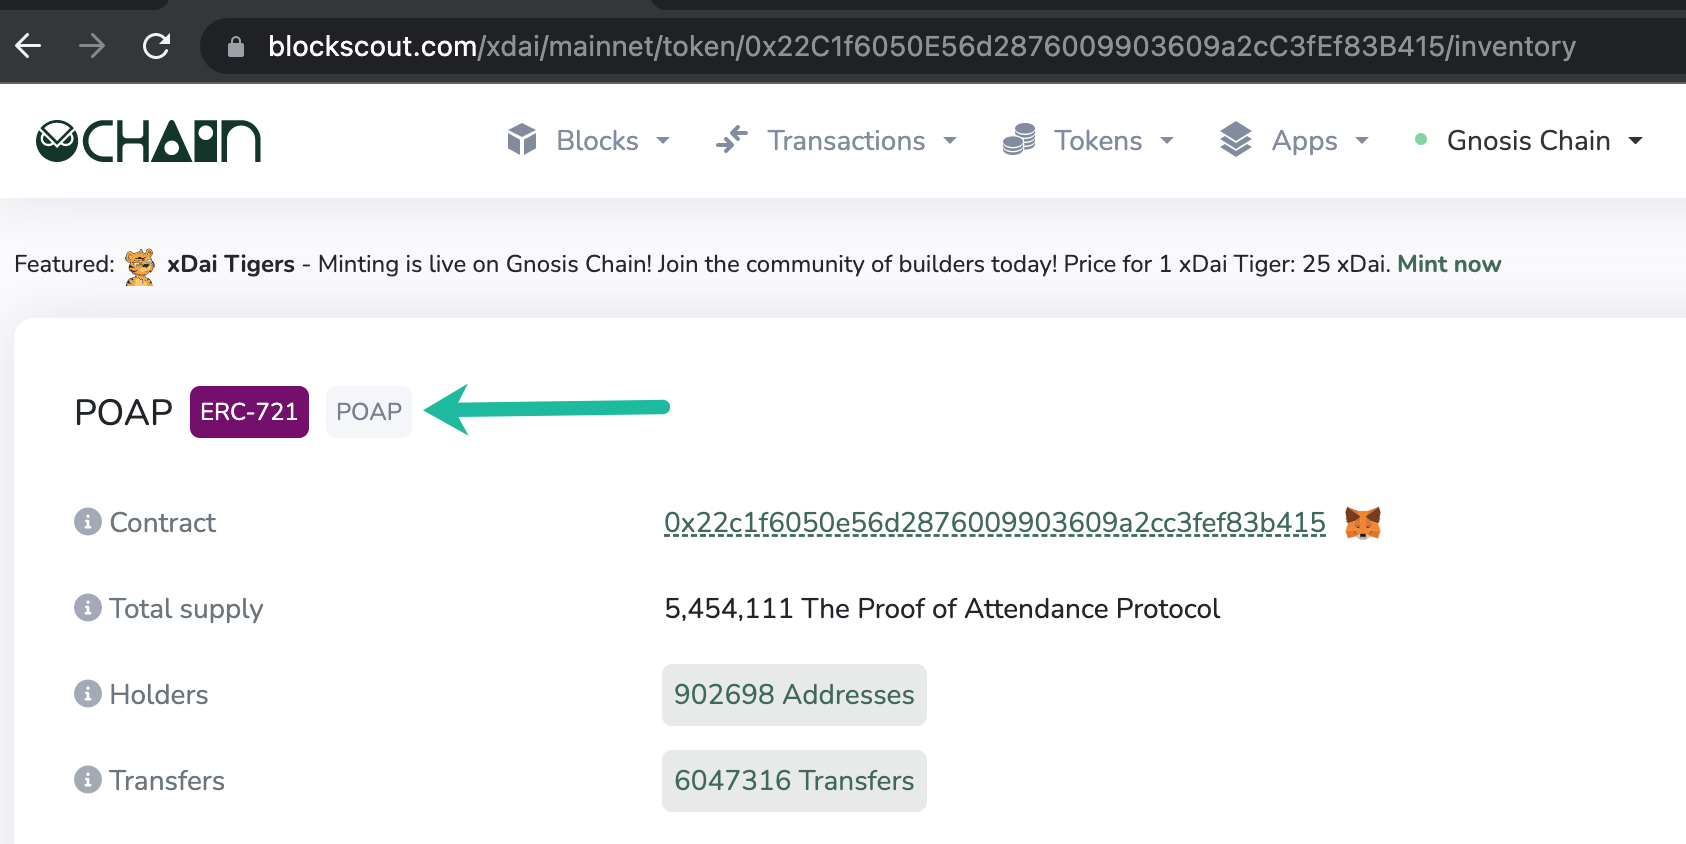 blockscout.com/xdai/mainnet/token/0x22C1f6050E56d2876009903609a2cC3fEf83B415/inventory
CHAIN Blocks Transactions Tokens Apps Gnosis Chain
Featured: xDai Tigers - Minting is live on Gnosis Chain! Join the community of builders today! Price for 1 xDai Tiger: 25 xDai. Mint now
POAP ERC-721 POAP
Contract 0x22c1f6050e56d2876009903609a2cc3fef83b415
Total supply 5,454,111 The Proof of Attendance Protocol
Holders 902698 Addresses
Transfers 6047316 Transfers